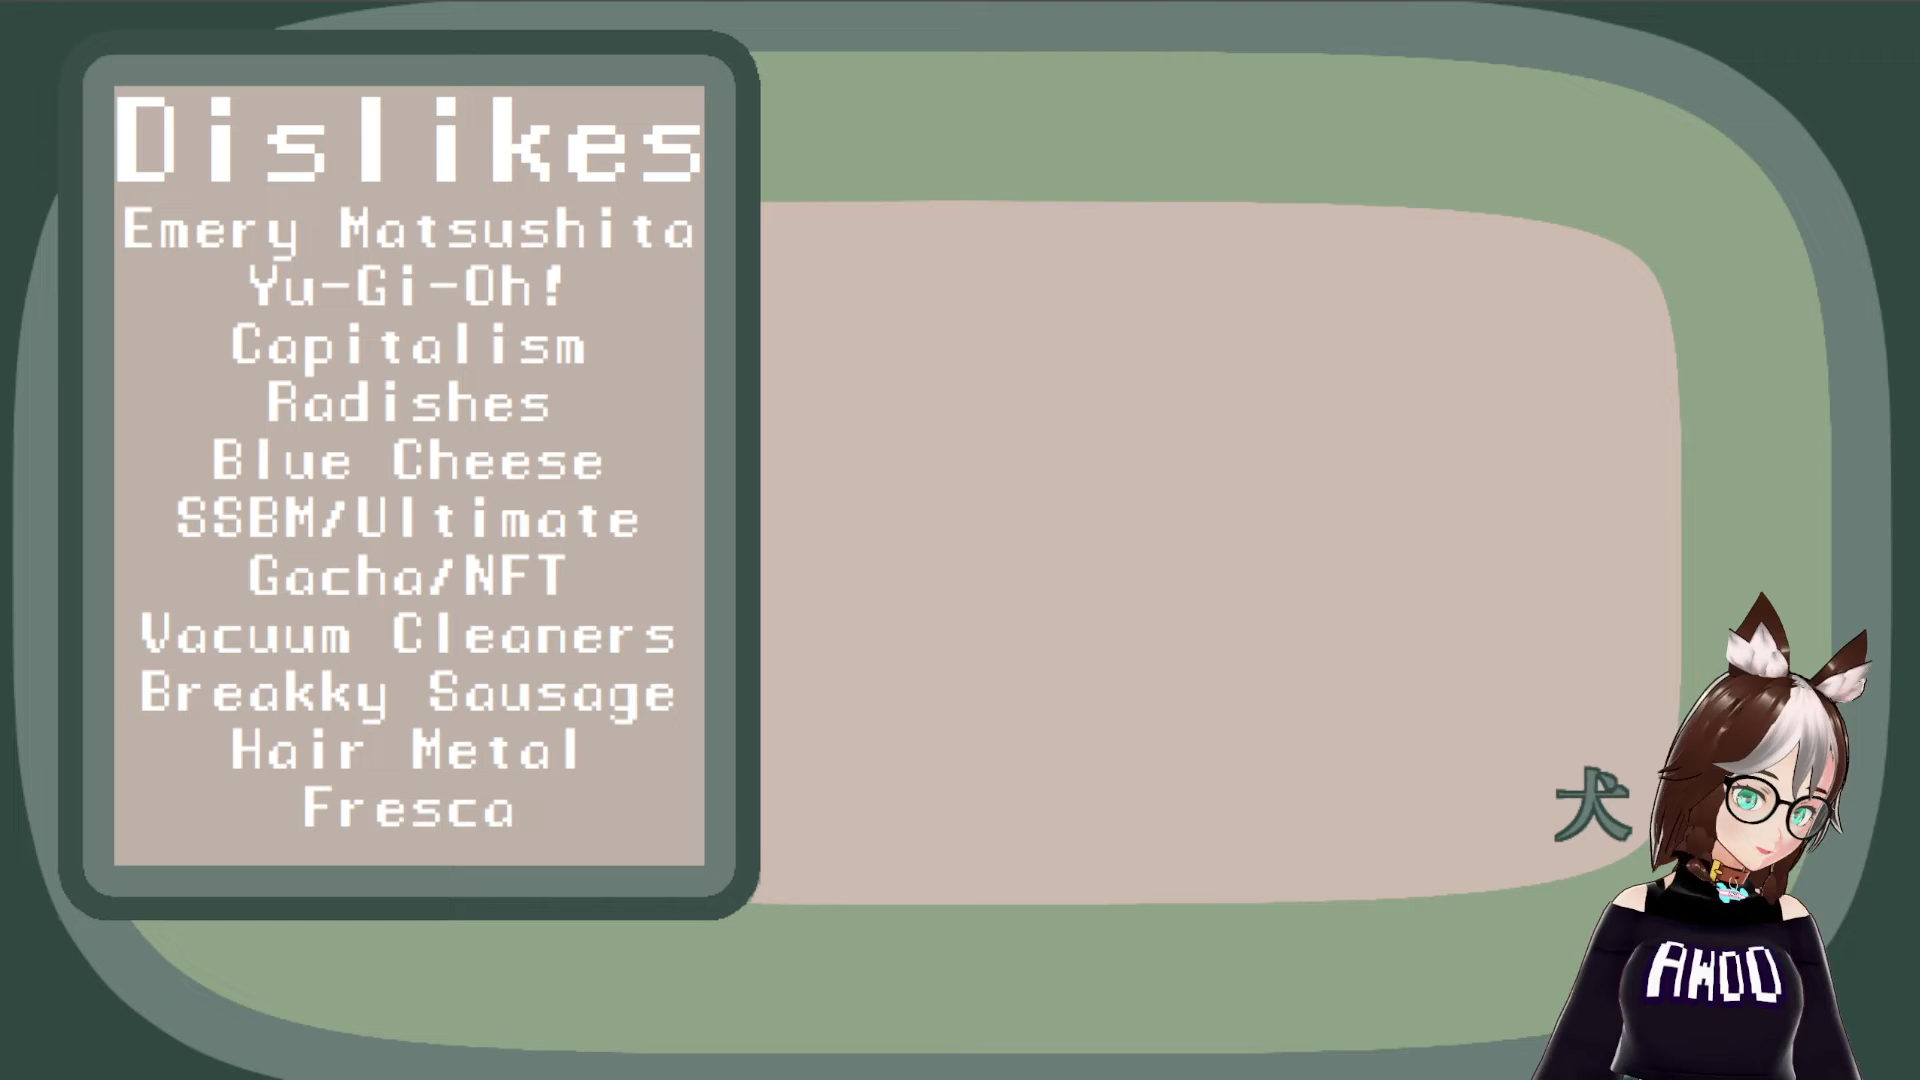 Dislikes
Emery Matsushita
Yu-Gi-Oh!
Capitalism
Radishes
Blue Cheese
SSBM/Ultimate
Gacha/NFT
Vacuum Cleaners
Breakky Sausage
Hair Metal
Fresca
犬
AWOO